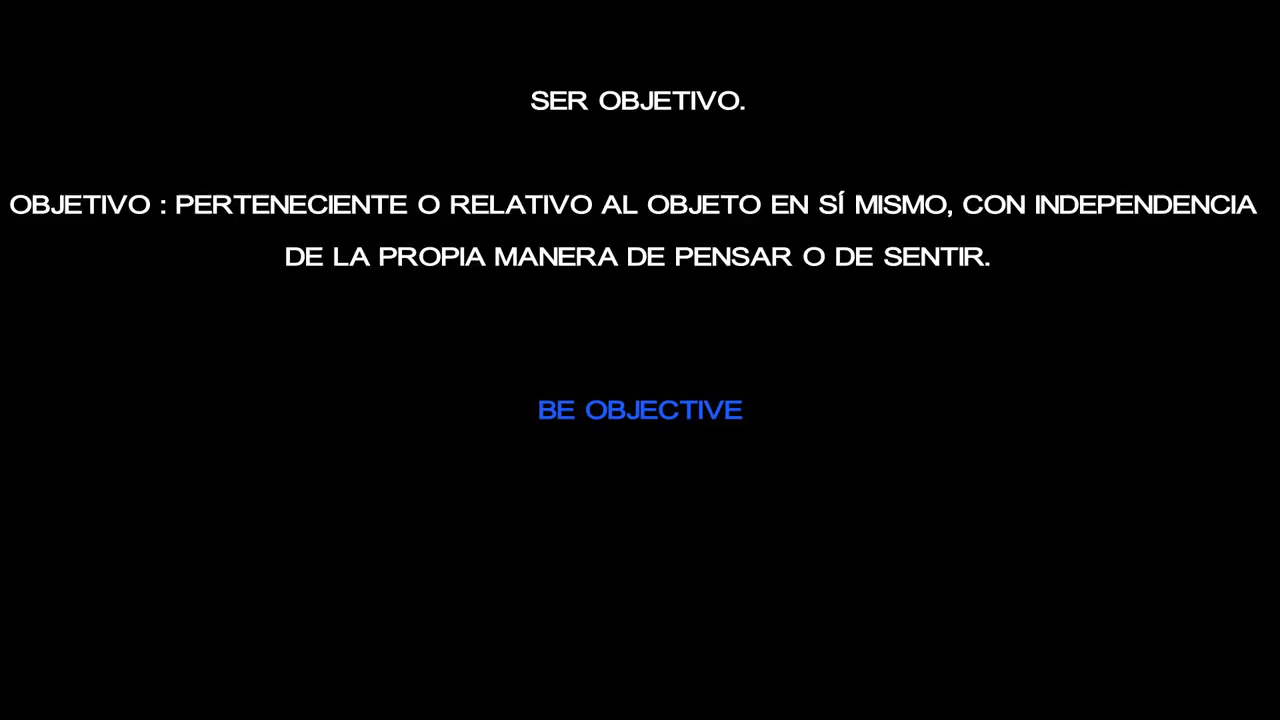 SER OBJETIVO.
OBJETIVO : PERTENECIENTE O RELATIVO AL OBJETO EN SÍ MISMO, CON INDEPENDENCIA
DE LA PROPIA MANERA DE PENSAR O DE SENTIR.
BE OBJECTIVE